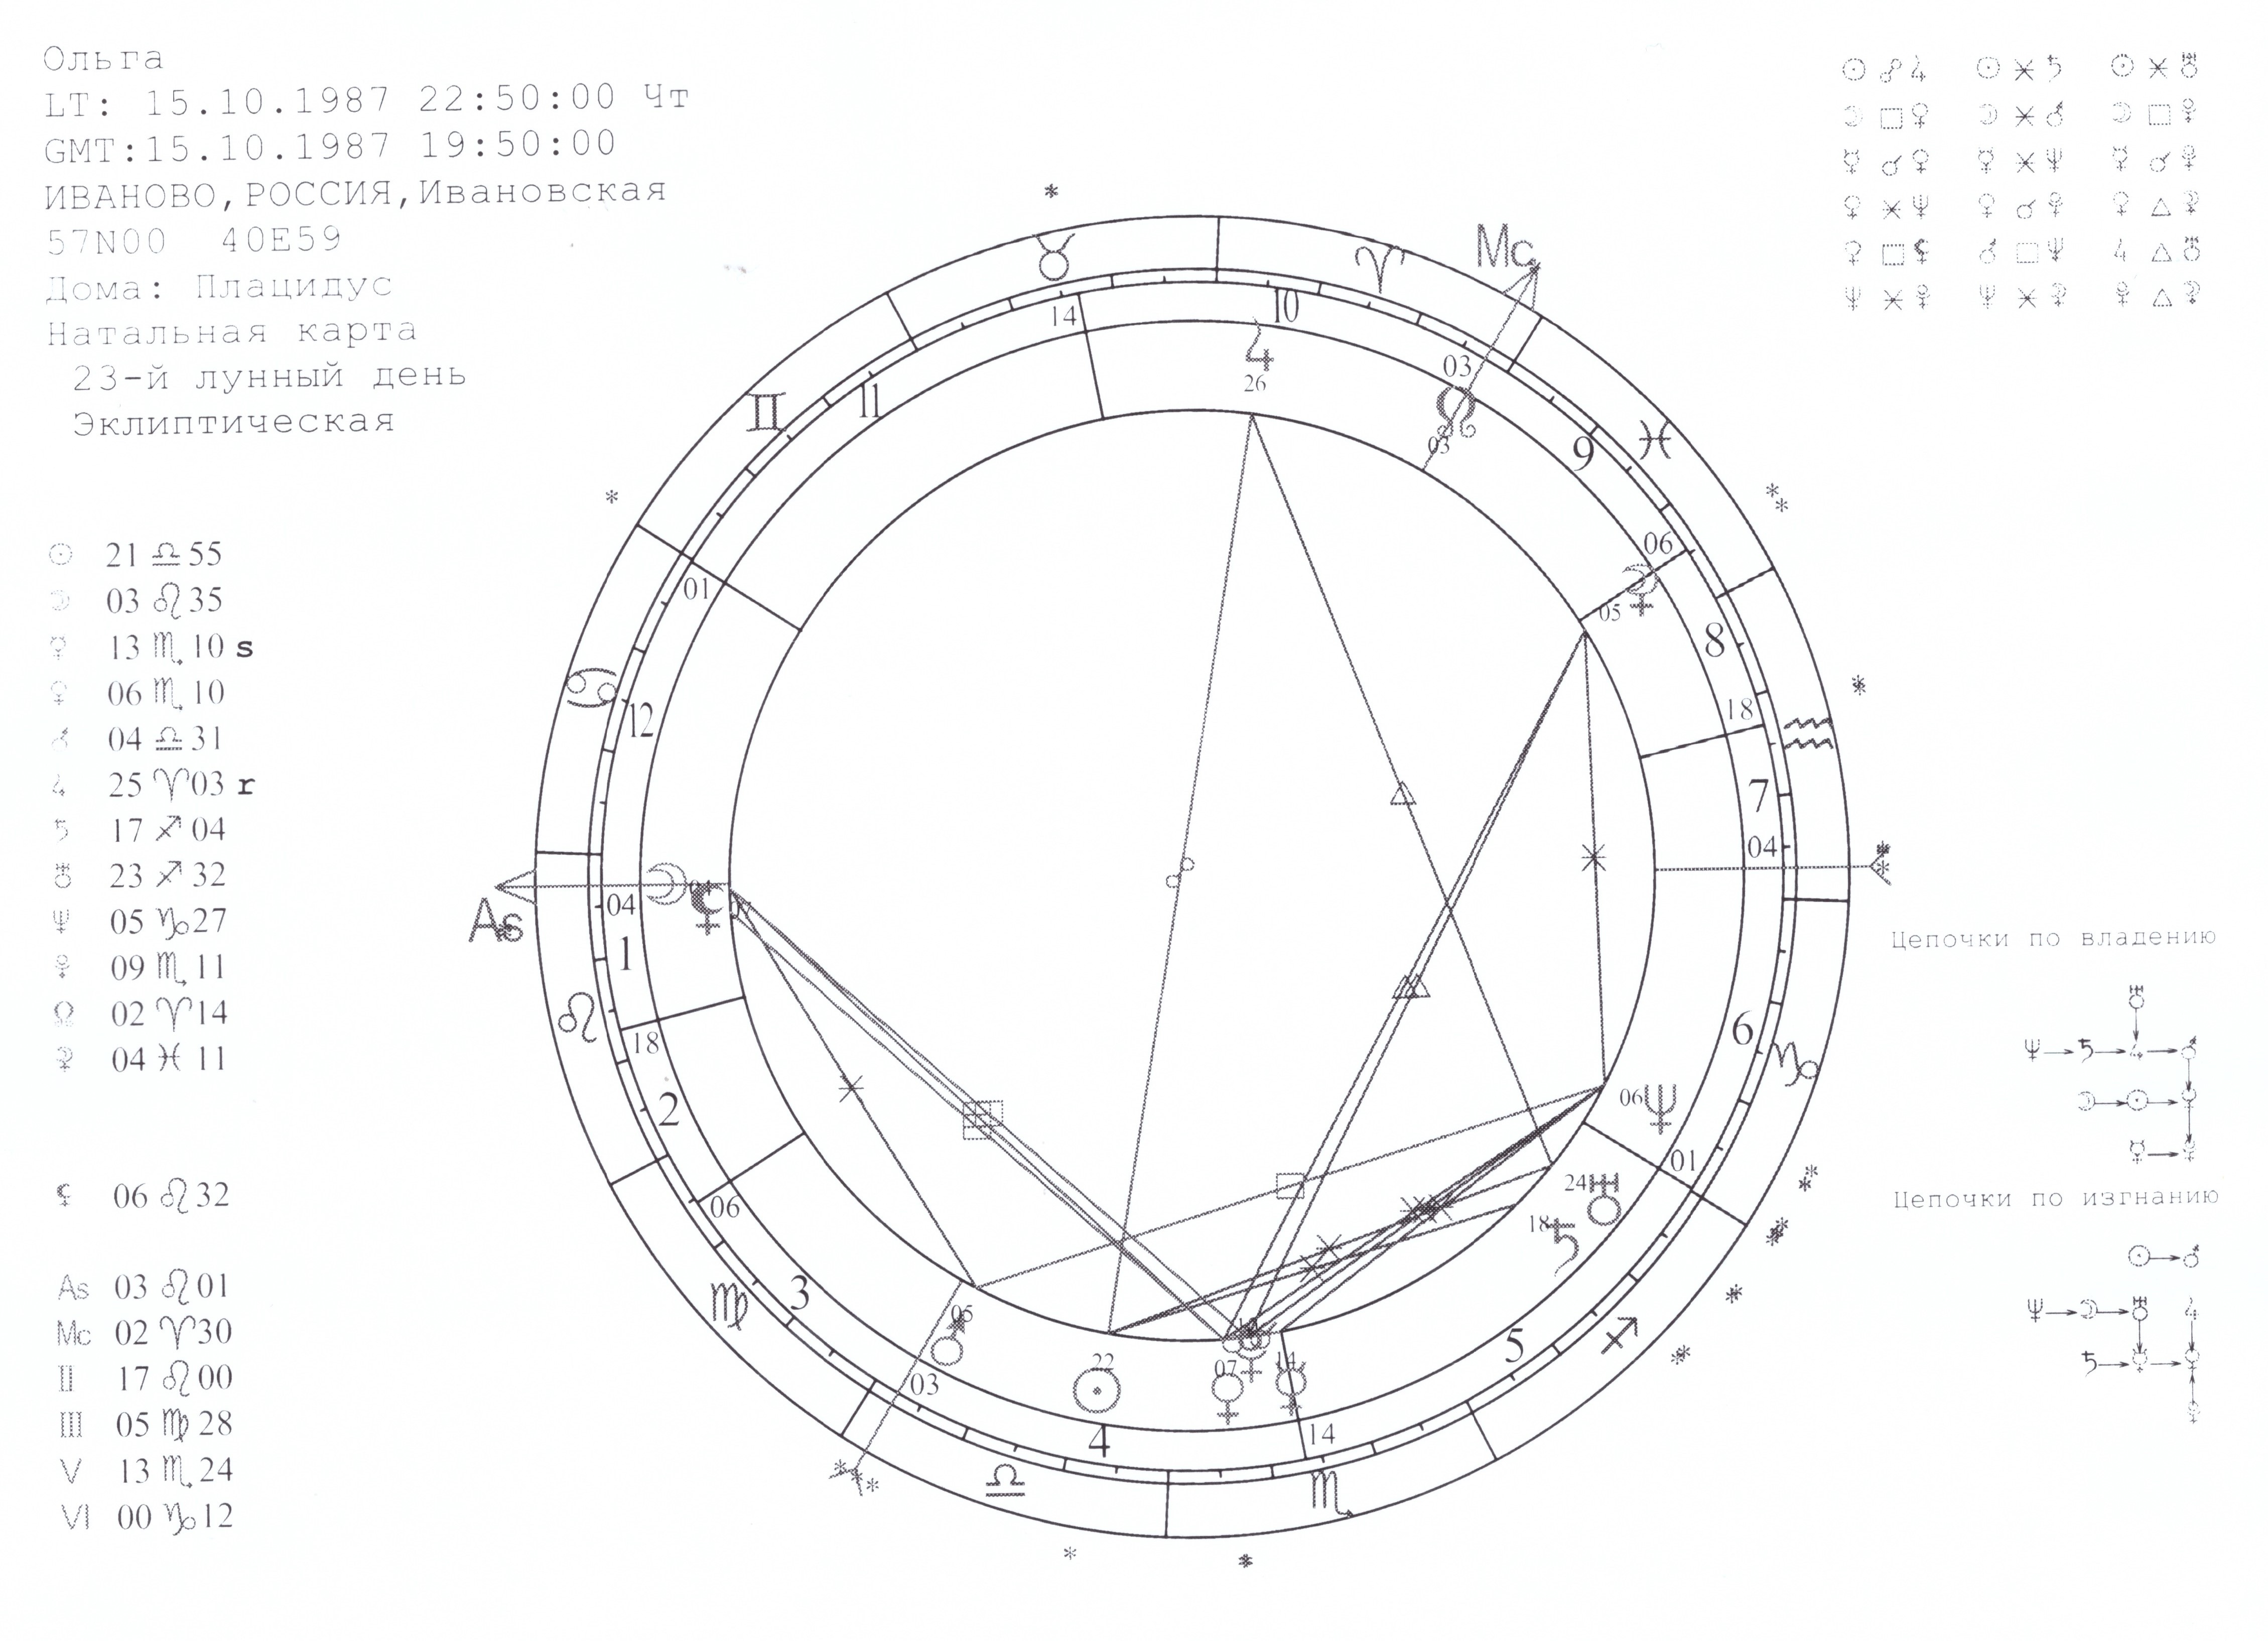 Ольга
LT: 15.10.1987 22:50:00 Чт
GMT:15.10.1987 19:50:00
ИВАНОВО,РОССИЯ,Ивановская
57N00 40E59
Дома: Плацидус
Натальная карта
23-й лунный день
Эклиптическая
☉ ☍ ♃ ☉ ⚹ ♄ ☉ ⚹ ♅
☽ □ ♀ ☽ ⚹ ♂ ☽ □ ♇
☿ ☌ ♀ ☿ ⚹ ♆ ☿ ☌ ♇
♀ ⚹ ♆ ♀ ☌ ♇ ♀ △ ⚳
♀ □ ⚸ ♂ □ ♆ ♃ △ ♅
♆ ⚹ ♇ ♆ ⚹ ⚳ ♇ △ ⚳
☉ 21 ♎ 55
☽ 03 ♌ 35
☿ 13 ♏ 10 s
♀ 06 ♏ 10
♂ 04 ♎ 31
♃ 25 ♈ 03 r
♄ 17 ♐ 04
♅ 23 ♐ 32
♆ 05 ♑ 27
♇ 09 ♏ 11
☊ 02 ♈ 14
04 ♓ 11
⚸ 06 ♌ 32
As 03 ♌ 01
Mc 02 ♈ 30
II 17 ♌ 00
III 05 ♍ 28
V 13 ♏ 24
VI 00 ♑ 12
Mc
As
1
2
3
4
5
6
7
8
9
10
11
12
04
18
06
03
14
01
04
18
06
03
14
01
26
03
05
06
24
18
14
07
22
05
Цепочки по владению
Цепочки по изгнанию